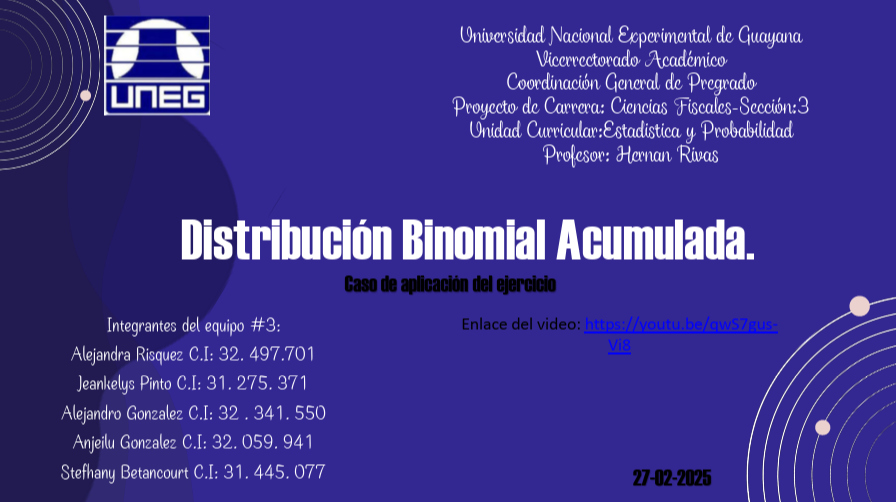 UNEG
Universidad Nacional Experimental de Guayana
Vicerrectorado Académico
Coordinación General de Pregrado
Proyecto de Carrera: Ciencias Fiscales-Sección:3
Unidad Curricular:Estadistica y Probabilidad
Profesor: Hernan Rivas
Distribución Binomial Acumulada.
Caso de aplicación del ejercicio
Integrantes del equipo #3:
Alejandra Risquez C.I: 32. 497.701
Jeankelys Pinto C.I: 31. 275. 371
Alejandro Gonzalez C.I: 32 . 341. 550
Anjeilu Gonzalez C.I: 32. 059. 941
Stefhany Betancourt C.I: 31. 445. 077
Enlace del video: https://youtu.be/qwS7gus-
Vi8
27-02-2025